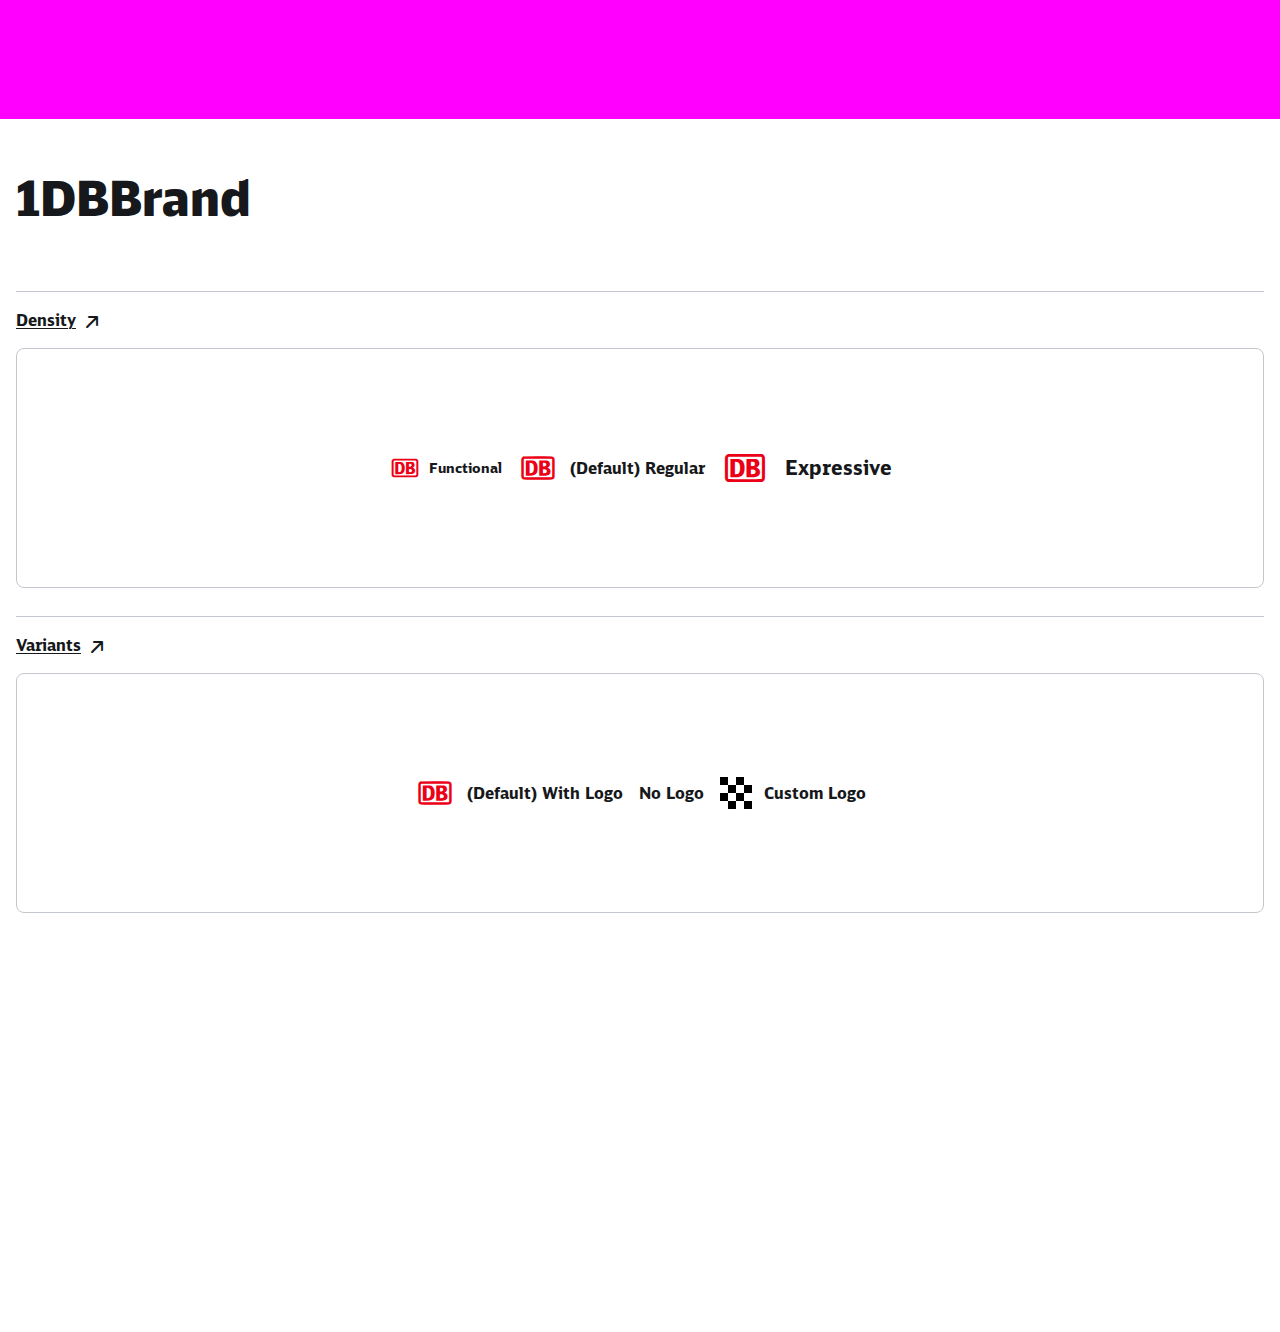 1DBBrand
Density
DB Functional DB (Default) Regular DB Expressive
Variants
DB (Default) With Logo No Logo Custom Logo